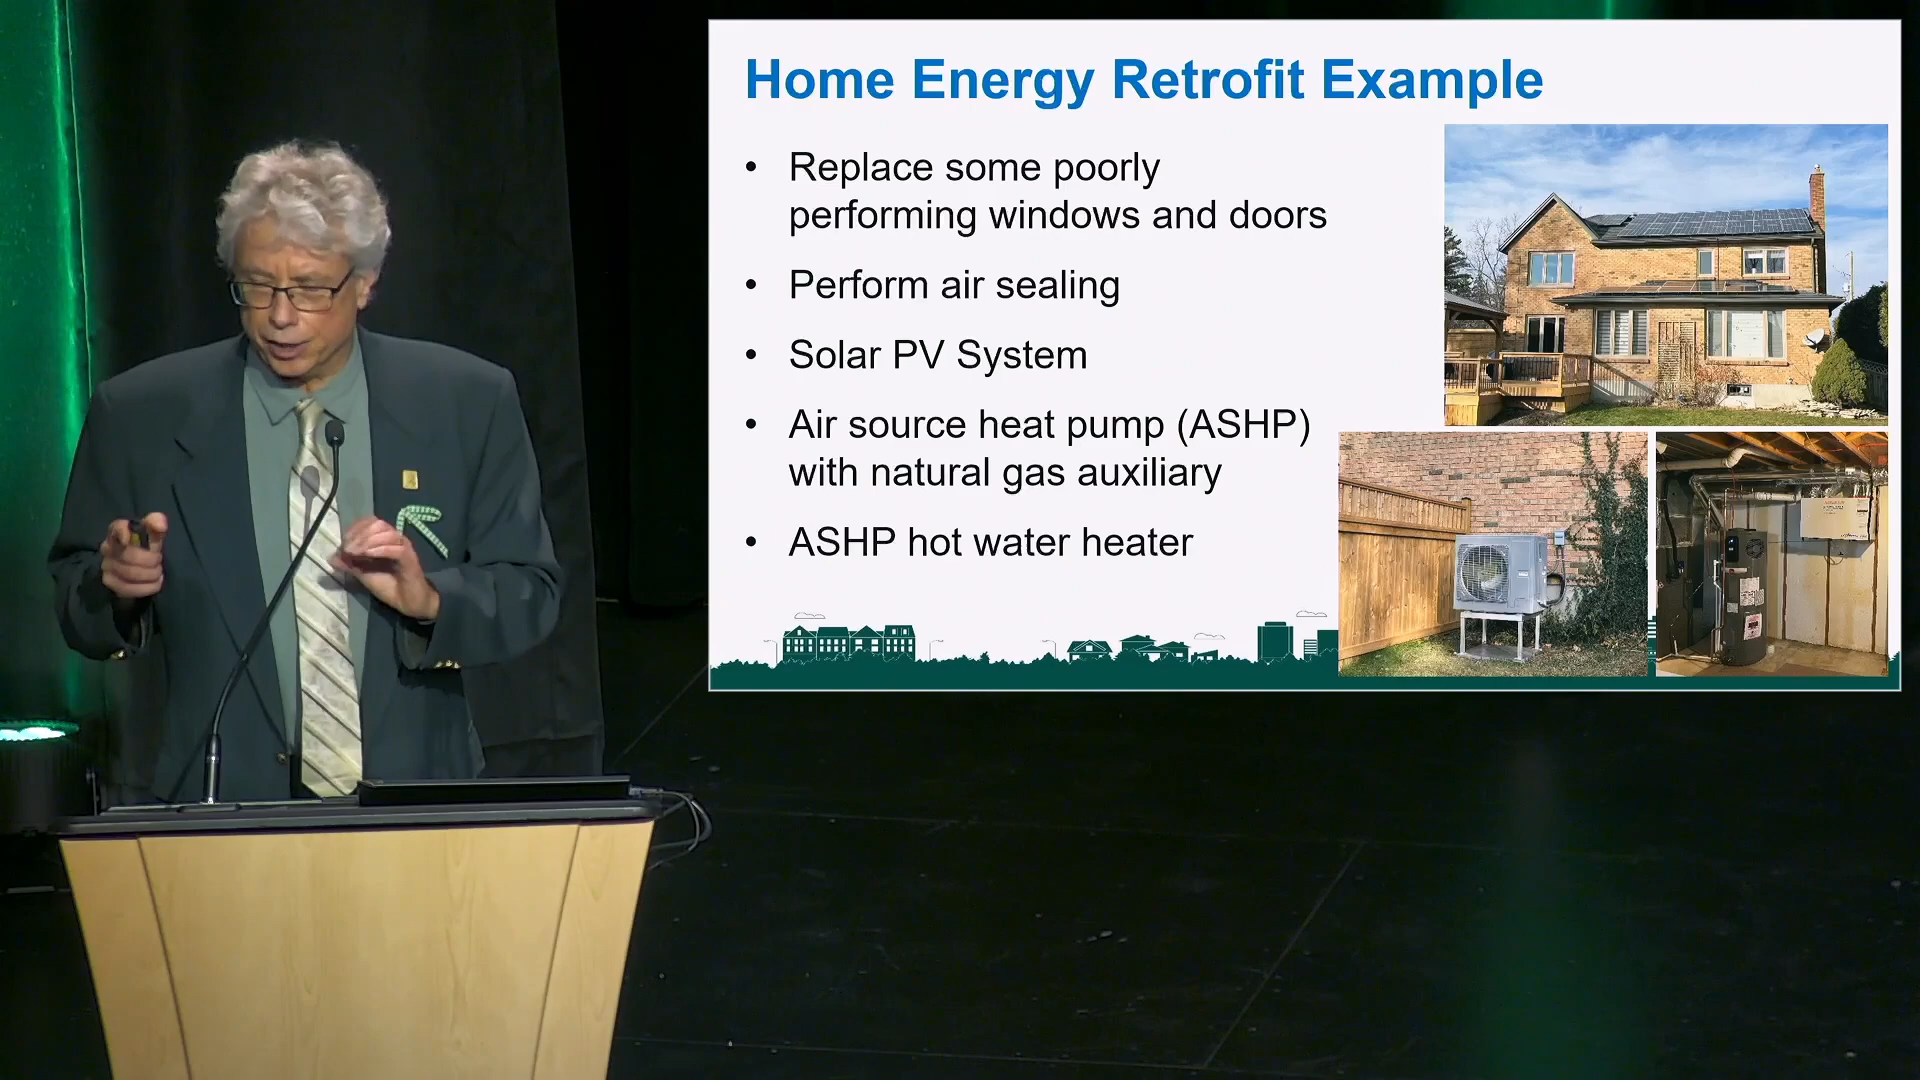 Home Energy Retrofit Example
• Replace some poorly
performing windows and doors
• Perform air sealing
• Solar PV System
• Air source heat pump (ASHP)
with natural gas auxiliary
• ASHP hot water heater